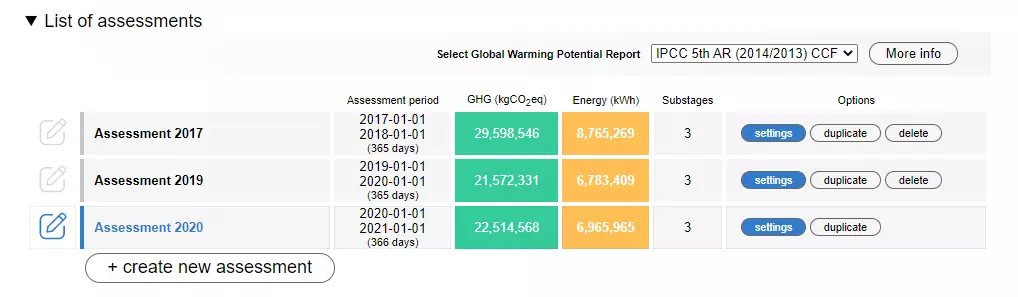 ▼ List of assessments
Select Global Warming Potential Report IPCC 5th AR (2014/2013) CCF More info
Assessment period GHG (kgCO₂eq) Energy (kWh) Substages Options
Assessment 2017 2017-01-01 2018-01-01 (365 days) 29,598,546 8,765,269 3 settings duplicate delete
Assessment 2019 2019-01-01 2020-01-01 (365 days) 21,572,331 6,783,409 3 settings duplicate delete
Assessment 2020 2020-01-01 2021-01-01 (366 days) 22,514,568 6,965,965 3 settings duplicate
+ create new assessment